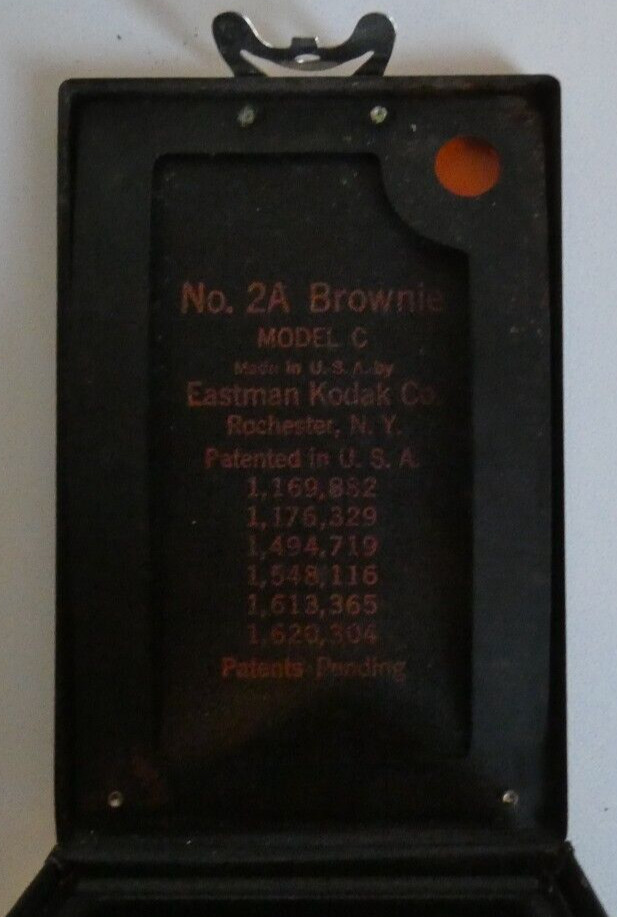 No. 2A Brownie
MODEL C
Made in U. S. A. by
Eastman Kodak Co.
Rochester, N. Y.
Patented in U. S. A.
1,169,882
1,176,329
1,494,719
1,548,116
1,613,365
1,620,304
Patents Pending